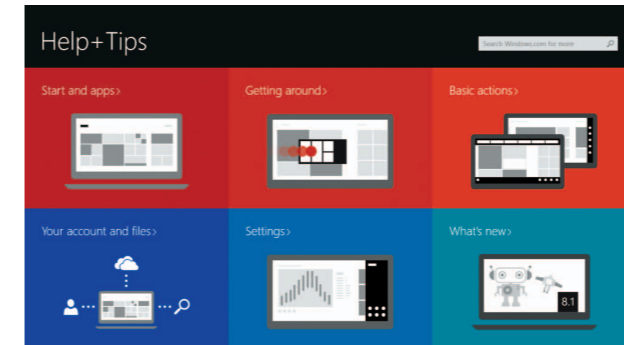 Help+Tips
Search Windows.com for more
Start and apps>
Getting around>
Basic actions>
Your account and files>
Settings>
What's new>
8.1